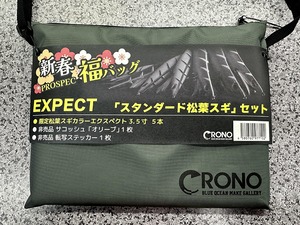 新春
福バッグ
PROSPEC
EXPECT 「スタンダード松葉スギ」セット
● 限定松葉スギカラーエクスペクト 3.5寸 5本
● 非売品 サコッシュ「オリーブ」1枚
● 非売品 転写ステッカー1枚
CRONO
CRONO
BLUE OCEAN MAKE GALLERY